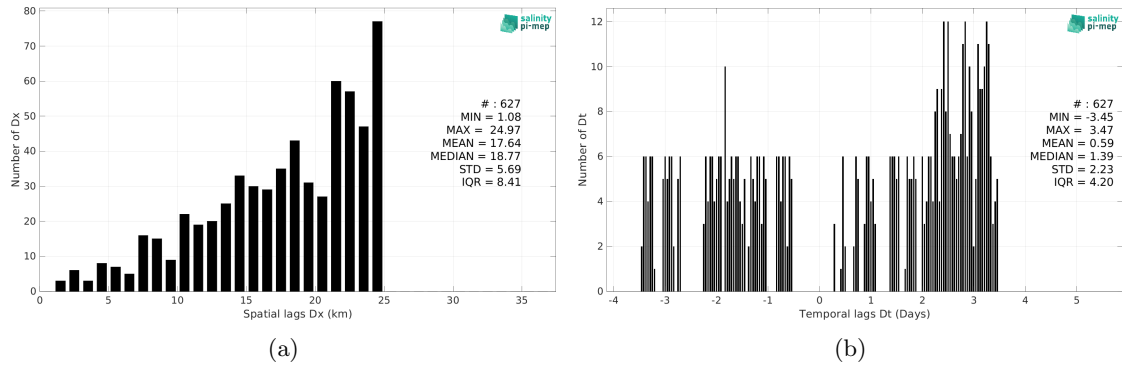 80
70
60
50
40
30
20
10
0
Number of Dx
0 5 10 15 20 25 30 35
Spatial lags Dx (km)
salinity
pi-mep
# : 627
MIN = 1.08
MAX = 24.97
MEAN = 17.64
MEDIAN = 18.77
STD = 5.69
IQR = 8.41
(a)
12
10
8
6
4
2
0
Number of Dt
-4 -3 -2 -1 0 1 2 3 4 5
Temporal lags Dt (Days)
salinity
pi-mep
# : 627
MIN = -3.45
MAX = 3.47
MEAN = 0.59
MEDIAN = 1.39
STD = 2.23
IQR = 4.20
(b)